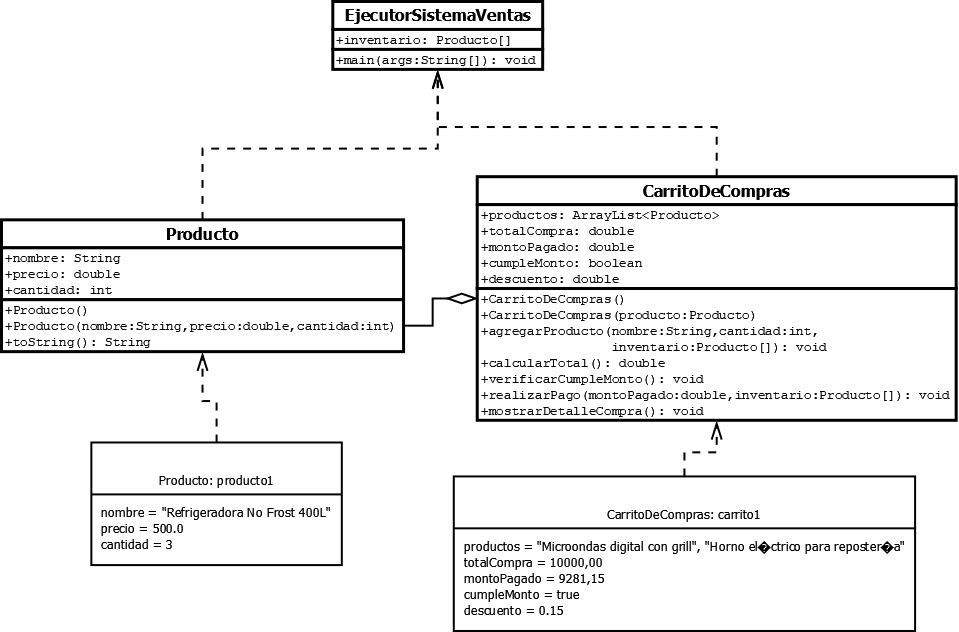 EjecutorSistemaVentas
+inventario: Producto[]
+main(args:String[]): void
Producto
+nombre: String
+precio: double
+cantidad: int
+Producto()
+Producto(nombre:String,precio:double,cantidad:int)
+toString(): String
CarritoDeCompras
+productos: ArrayList<Producto>
+totalCompra: double
+montoPagado: double
+cumpleMonto: boolean
+descuento: double
+CarritoDeCompras()
+CarritoDeCompras(producto:Producto)
+agregarProducto(nombre:String,cantidad:int,
inventario:Producto[]): void
+calcularTotal(): double
+verificarCumpleMonto(): void
+realizarPago(montoPagado:double,inventario:Producto[]): void
+mostrarDetalleCompra(): void
Producto: producto1
nombre = "Refrigeradora No Frost 400L"
precio = 500.0
cantidad = 3
CarritoDeCompras: carrito1
productos = "Microondas digital con grill", "Horno el�ctrico para reposter�a"
totalCompra = 10000,00
montoPagado = 9281,15
cumpleMonto = true
descuento = 0.15